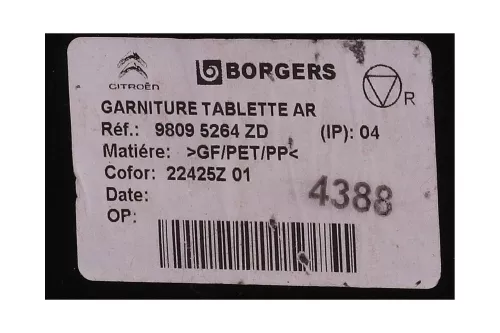 CITROËN
BORGERS
GARNITURE TABLETTE AR
R
Réf.: 9809 5264 ZD (IP): 04
Matiére: >GF/PET/PP<
Cofor: 22425Z 01
Date:
4388
OP: